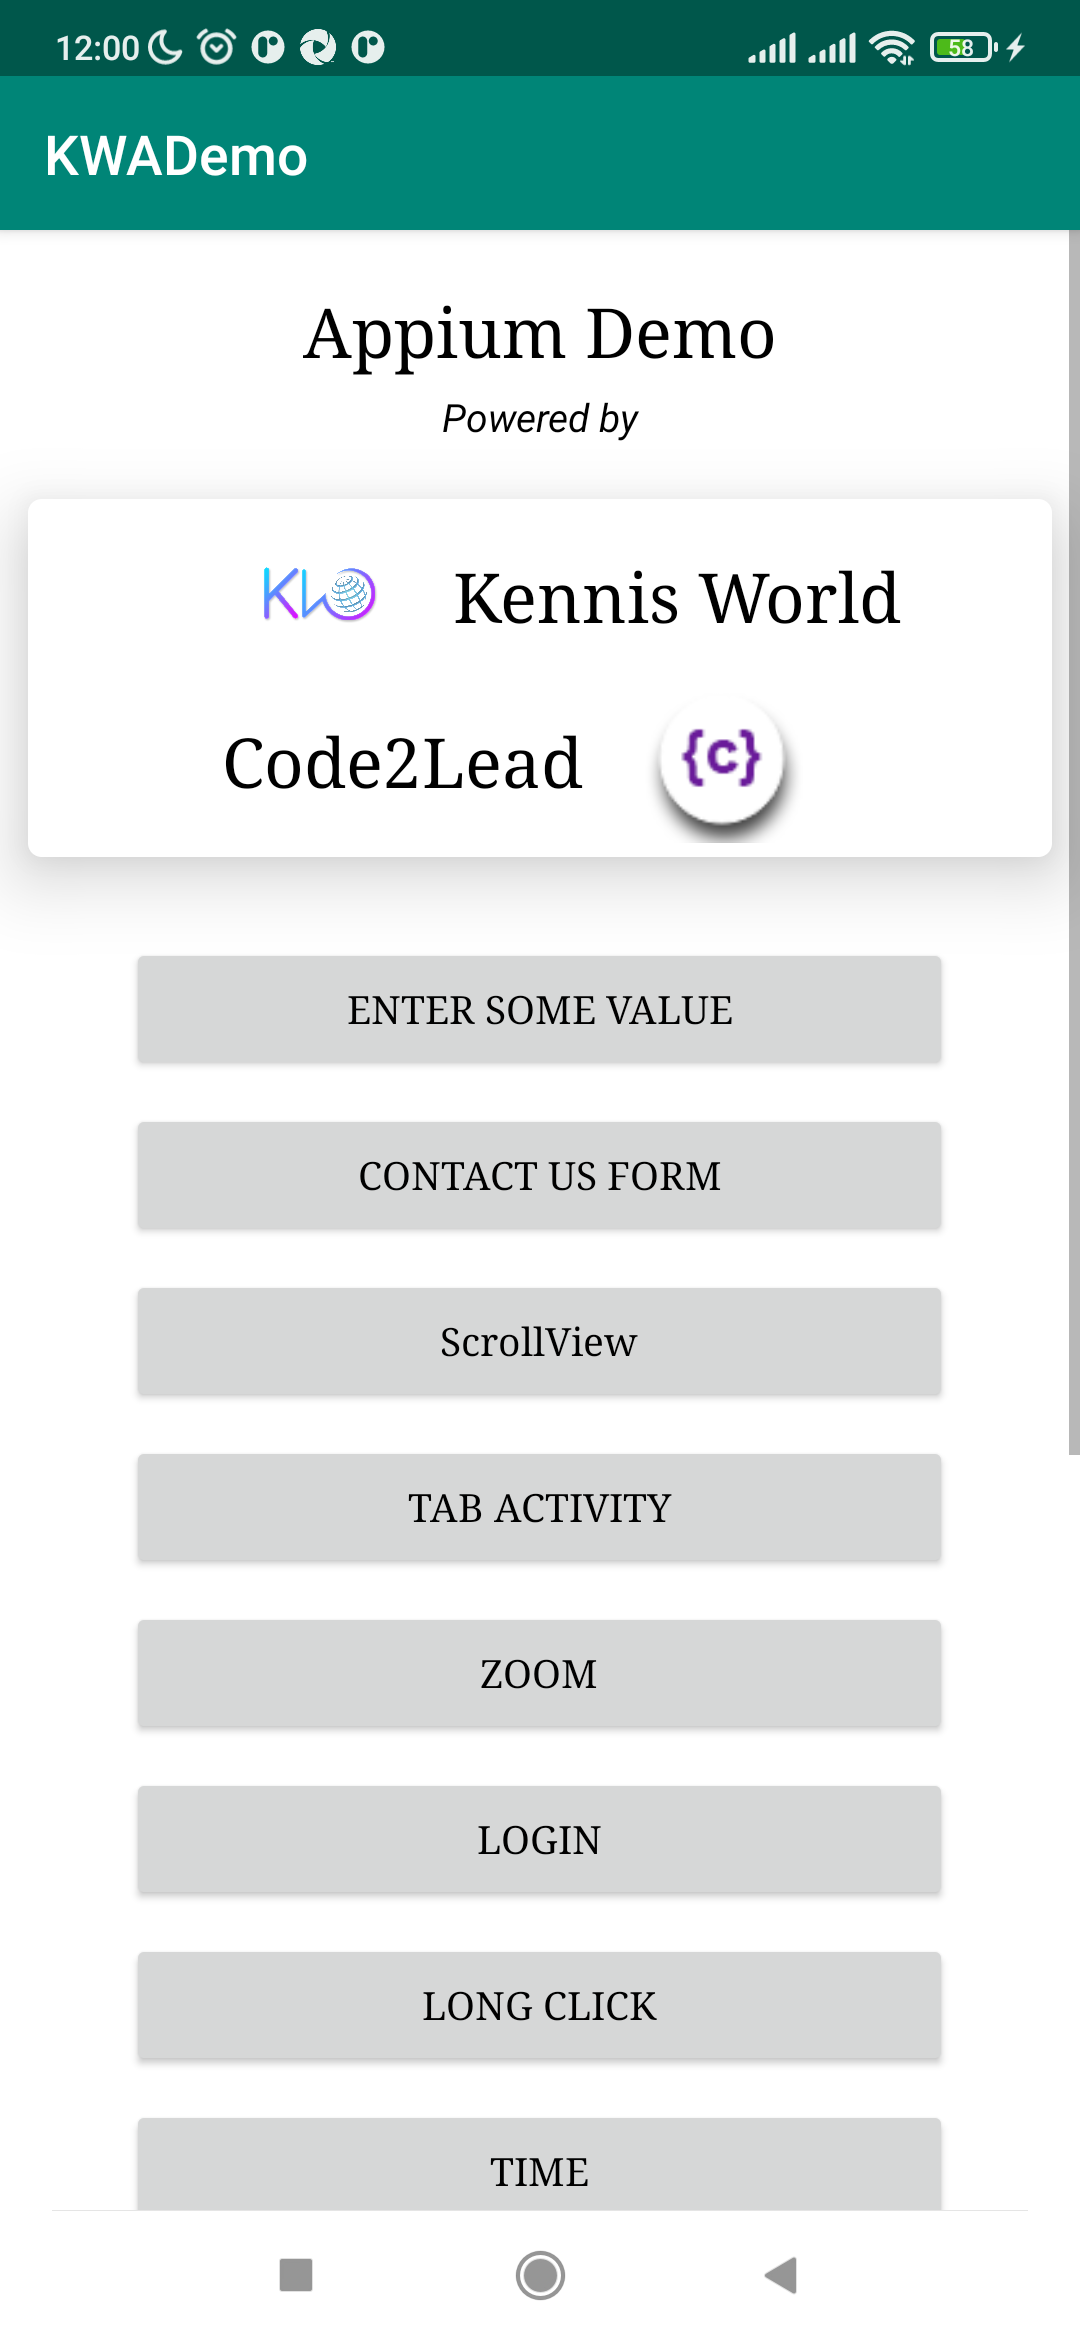 12:00 58
KWADemo
Appium Demo
Powered by
KW Kennis World
Code2Lead {c}
ENTER SOME VALUE
CONTACT US FORM
ScrollView
TAB ACTIVITY
ZOOM
LOGIN
LONG CLICK
TIME